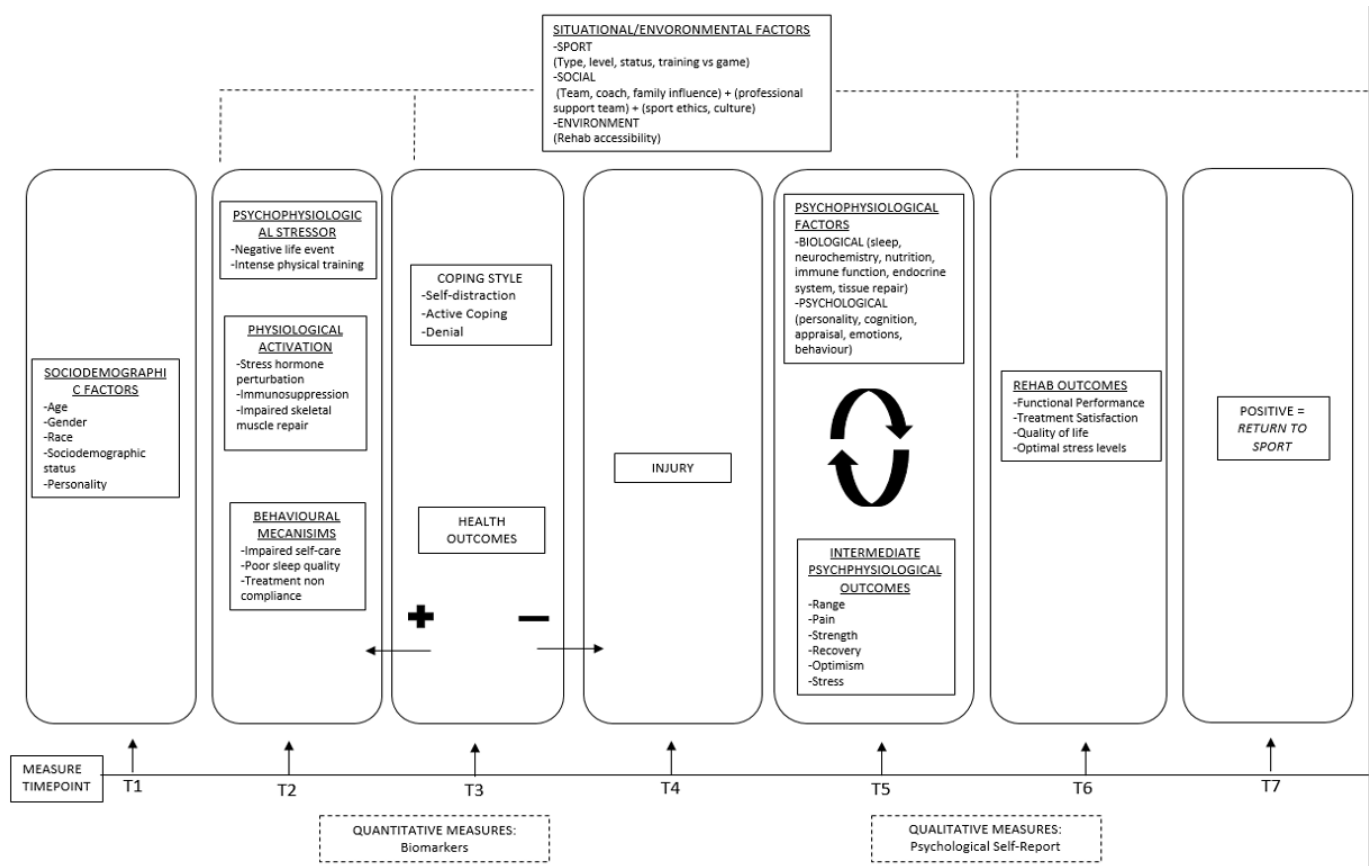 SITUATIONAL/ENVORONMENTAL FACTORS
-SPORT
(Type, level, status, training vs game)
-SOCIAL
(Team, coach, family influence) + (professional
support team) + (sport ethics, culture)
-ENVIRONMENT
(Rehab accessibility)
SOCIODEMOGRAPHI
C FACTORS
-Age
-Gender
-Race
-Sociodemographic
status
-Personality
PSYCHOPHYSIOLOGIC
AL STRESSOR
-Negative life event
-Intense physical training
PHYSIOLOGICAL
ACTIVATION
-Stress hormone
perturbation
-Immunosuppression
-Impaired skeletal
muscle repair
BEHAVIOURAL
MECANISIMS
-Impaired self-care
-Poor sleep quality
-Treatment non
compliance
COPING STYLE
-Self-distraction
-Active Coping
-Denial
HEALTH
OUTCOMES
+ −
INJURY
PSYCHOPHYSIOLOGICAL
FACTORS
-BIOLOGICAL (sleep,
neurochemistry, nutrition,
immune function, endocrine
system, tissue repair)
-PSYCHOLOGICAL
(personality, cognition,
appraisal, emotions,
behaviour)
INTERMEDIATE
PSYCHPHYSIOLOGICAL
OUTCOMES
-Range
-Pain
-Strength
-Recovery
-Optimism
-Stress
REHAB OUTCOMES
-Functional Performance
-Treatment Satisfaction
-Quality of life
-Optimal stress levels
POSITIVE =
RETURN TO
SPORT
MEASURE
TIMEPOINT
T1 T2 T3 T4 T5 T6 T7
QUANTITATIVE MEASURES:
Biomarkers
QUALITATIVE MEASURES:
Psychological Self-Report